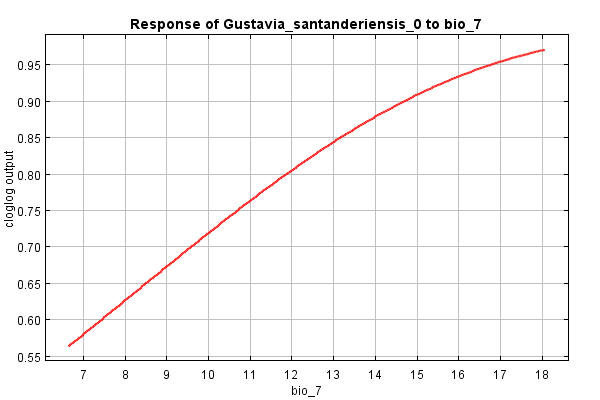 Response of Gustavia_santanderiensis_0 to bio_7
cloglog output
0.95
0.90
0.85
0.80
0.75
0.70
0.65
0.60
0.55
7 8 9 10 11 12 13 14 15 16 17 18
bio_7